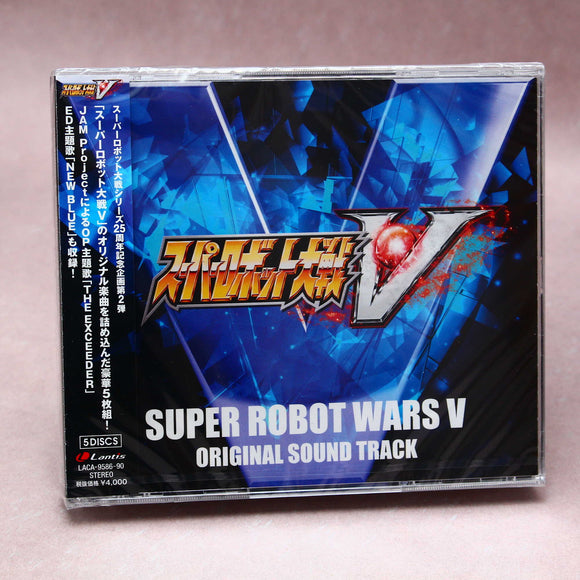 スーパーロボット大戦V
スーパーロボット大戦シリーズ25周年記念企画第2弾
「スーパーロボット大戦V」のオリジナル楽曲を詰め込んだ豪華5枚組!
JAM ProjectによるOP主題歌「THE EXCEEDER」
ED主題歌「NEW BLUE」も収録!
5 DISCS
Lantis
LACA-9586-90
STEREO
税抜価格 ¥4,000
スーパーロボット大戦V
SUPER ROBOT WARS V
ORIGINAL SOUND TRACK